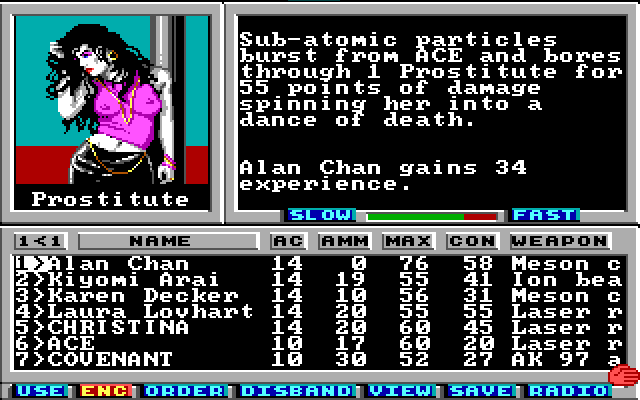 Sub-atomic particles
burst from ACE and bores
through 1 Prostitute for
55 points of damage
spinning her into a
dance of death.
Alan Chan gains 34
experience.
Prostitute
SLOW FAST
1<1 NAME AC AMM MAX CON WEAPON
1>Alan Chan 14 0 76 58 Meson c
2>Kiyomi Arai 14 19 55 41 Ion bea
3>Karen Decker 14 10 56 31 Meson c
4>Laura Lovhart 14 20 55 55 Laser r
5>CHRISTINA 14 20 60 45 Laser r
6>ACE 10 17 60 20 Laser r
7>COVENANT 10 30 52 27 AK 97 a
USE ENC ORDER DISBAND VIEW SAVE RADIO